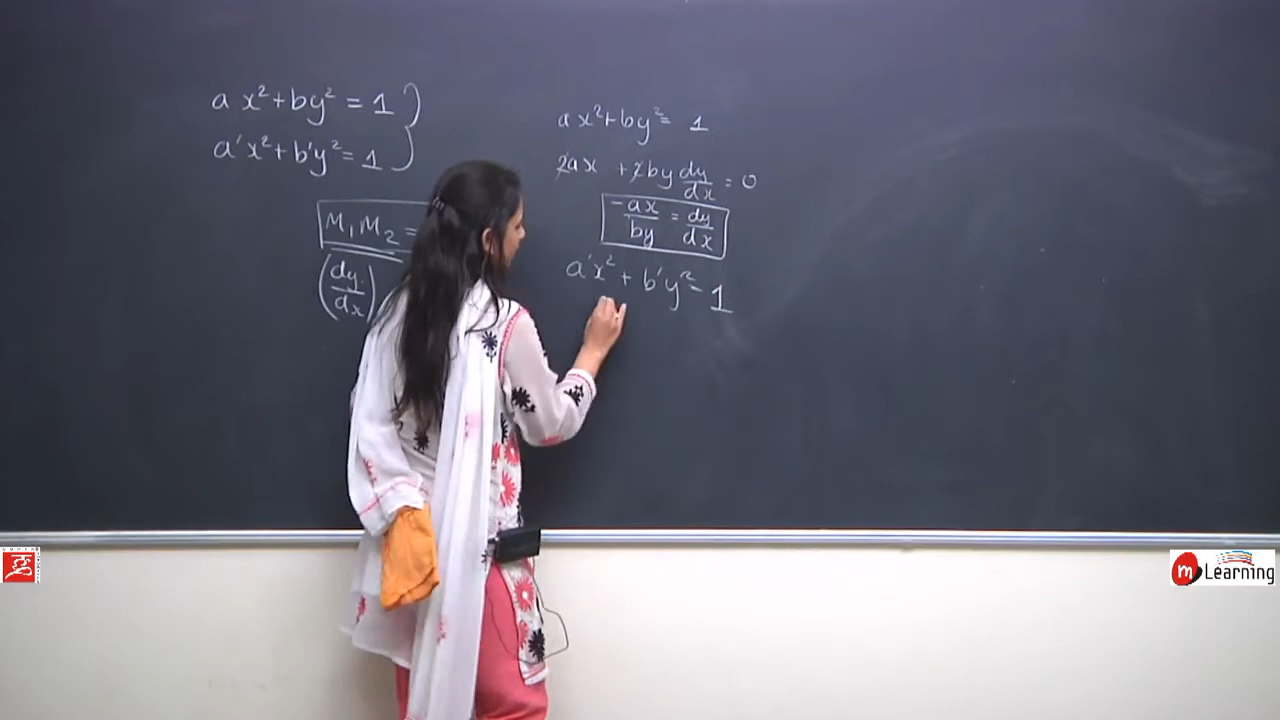 ax²+by² = 1
a'x²+b'y² = 1
M₁M₂ =
(dy/dx)
ax²+by² = 1
2ax + 2by dy/dx = 0
-ax/by = dy/dx
a'x² + b'y² = 1
m Learning